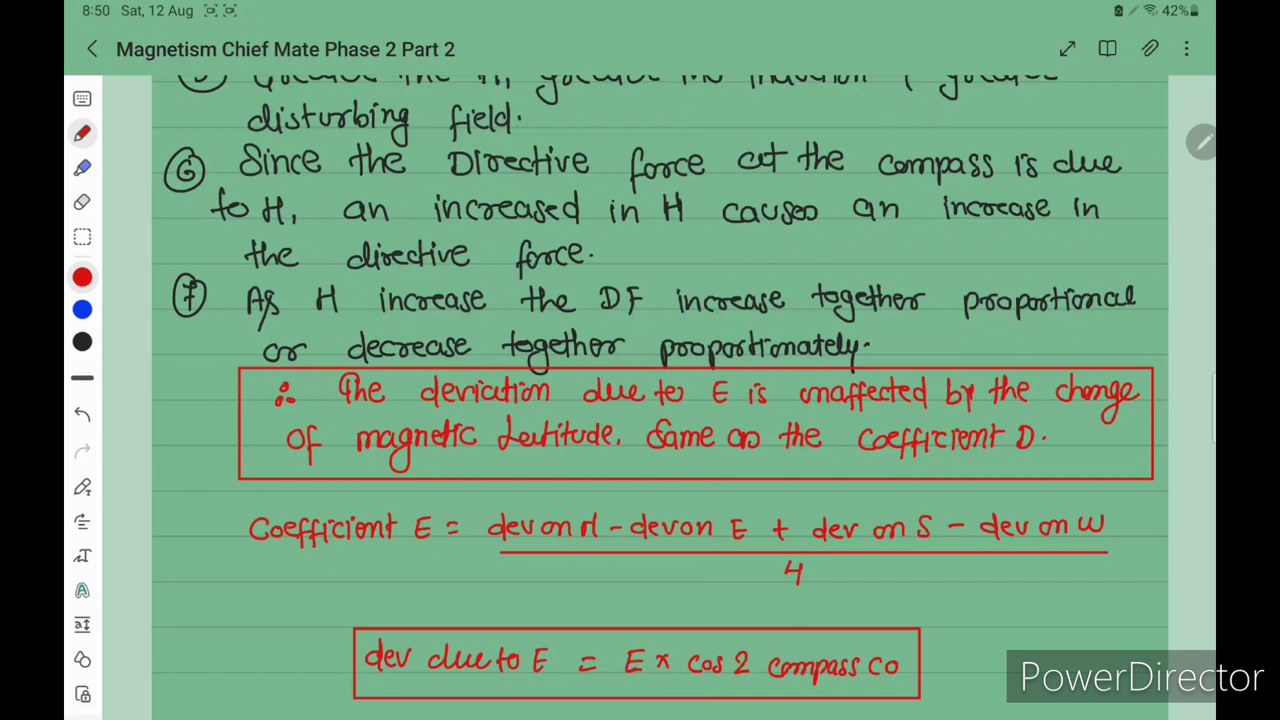 8:50 Sat, 12 Aug 42%
Magnetism Chief Mate Phase 2 Part 2
disturbing field.
⑥ Since the Directive force at the compass is due
to H, an increased in H causes an increase in
the directive force.
⑦ As H increase the DF increase together proportional
or decrease together proportionately.
∴ The deviation due to E is unaffected by the change
of magnetic latitude. Same as the coefficient D.
Coefficient E = dev on N - dev on E + dev on S - dev on W
4
dev due to E = E × cos 2 compass co
PowerDirector